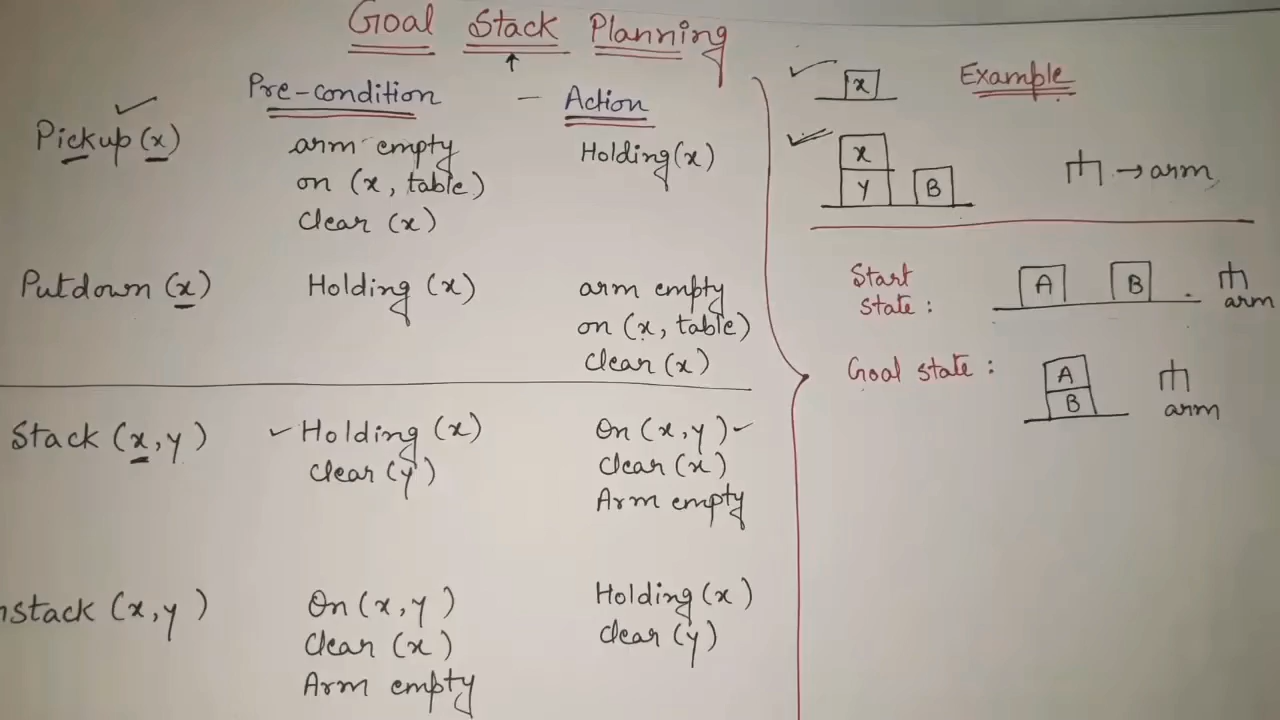 Goal Stack Planning
Pre-condition - Action
Pickup (x)
arm empty
on (x, table)
clear (x)
Holding (x)
Putdown (x)
Holding (x)
arm empty
on (x, table)
clear (x)
Stack (x, y)
Holding (x)
clear (y)
On (x, y)
clear (x)
Arm empty
nstack (x, y)
On (x, y)
Clear (x)
Arm empty
Holding (x)
clear (y)
Example
x
x
y
B
→ arm
Start
state :
A
B
arm
Goal state :
A
B
arm